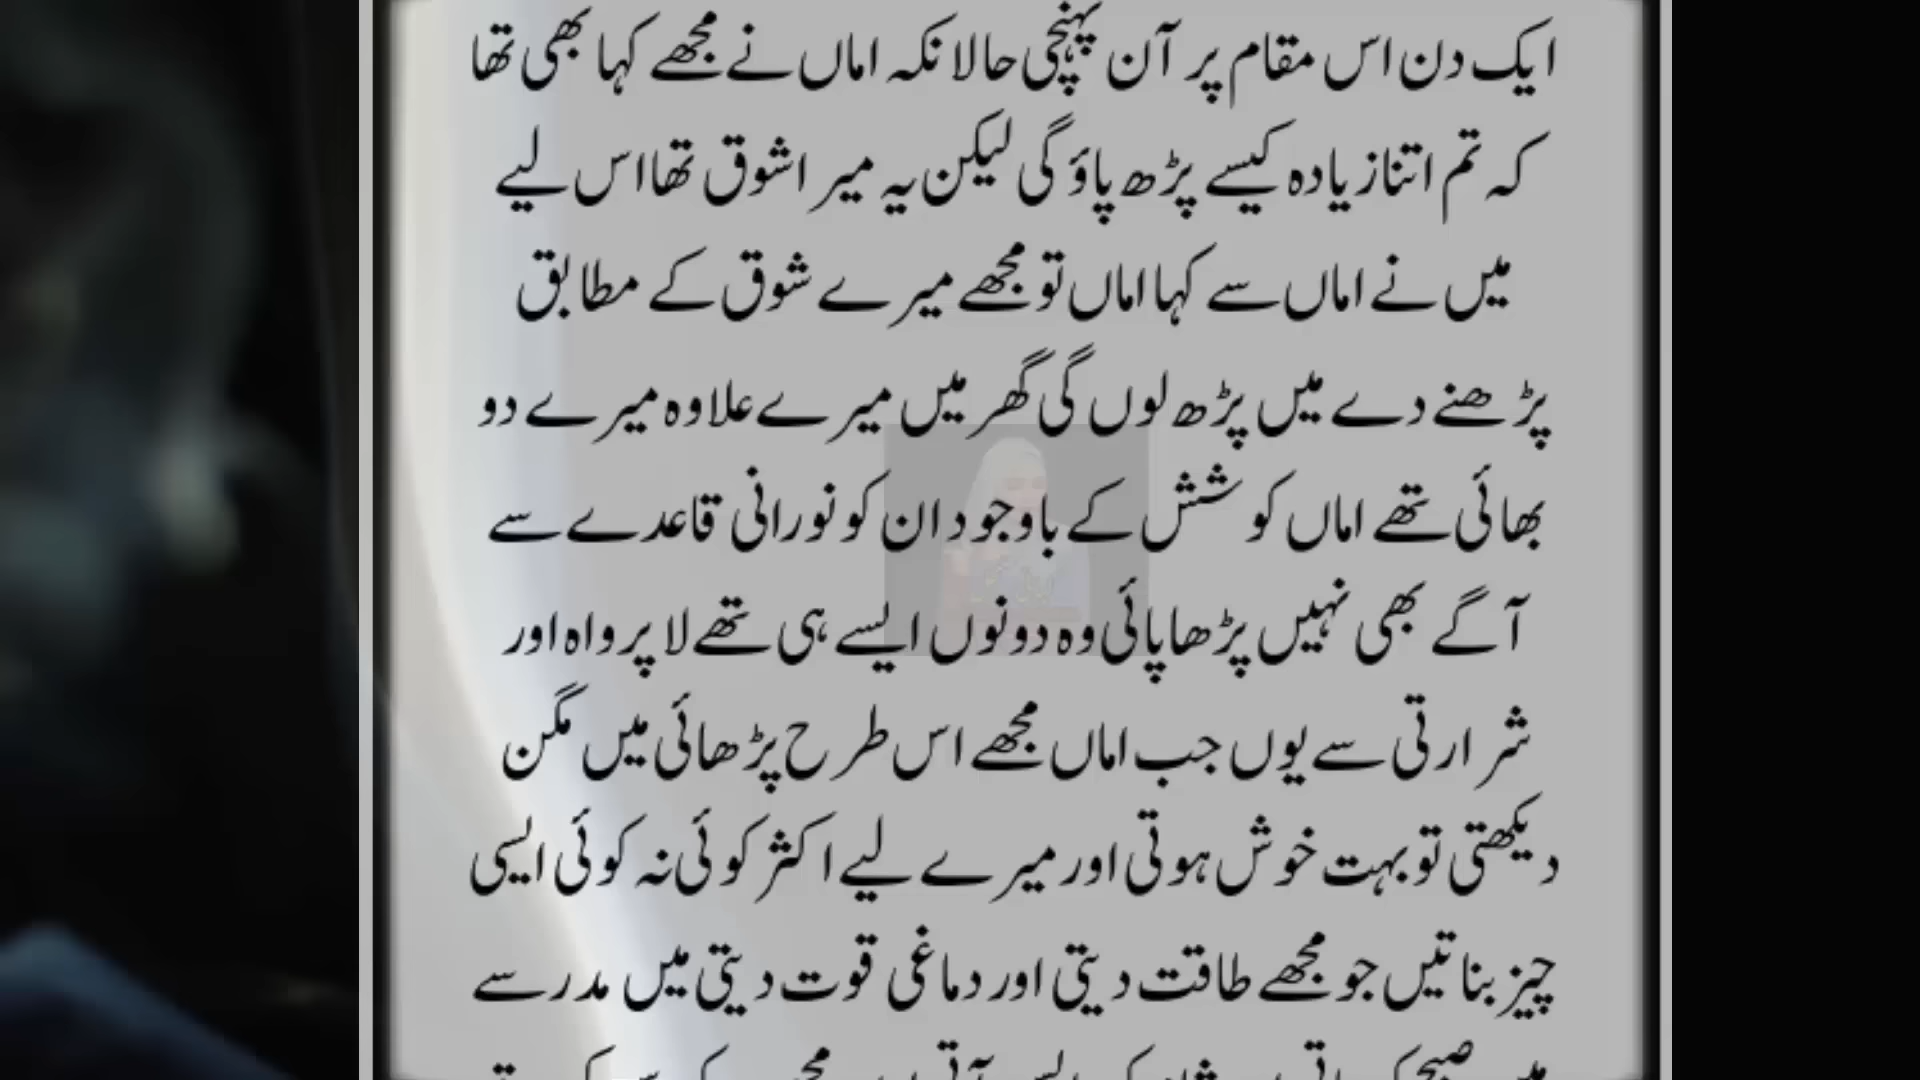 ایک دن اس مقام پر آن پہنچی حالانکہ اماں نے مجھے کہا بھی تھا
کہ تم اتنا زیادہ کیسے پڑھ پاؤ گی لیکن یہ میرا شوق تھا اس لیے
میں نے اماں سے کہا اماں تو مجھے میرے شوق کے مطابق
پڑھنے دے میں پڑھ لوں گی گھر میں میرے علاوہ میرے دو
بھائی تھے اماں کوشش کے باوجود ان کو نورانی قاعدے سے
آگے بھی نہیں پڑھا پائی وہ دونوں ایسے ہی تھے لا پرواہ اور
شرارتی سے یوں جب اماں مجھے اس طرح پڑھائی میں مگن
دیکھتی تو بہت خوش ہوتی اور میرے لیے اکثر کوئی نہ کوئی ایسی
چیز بناتیں جو مجھے طاقت دیتی اور دماغی قوت دیتی میں مدرسے